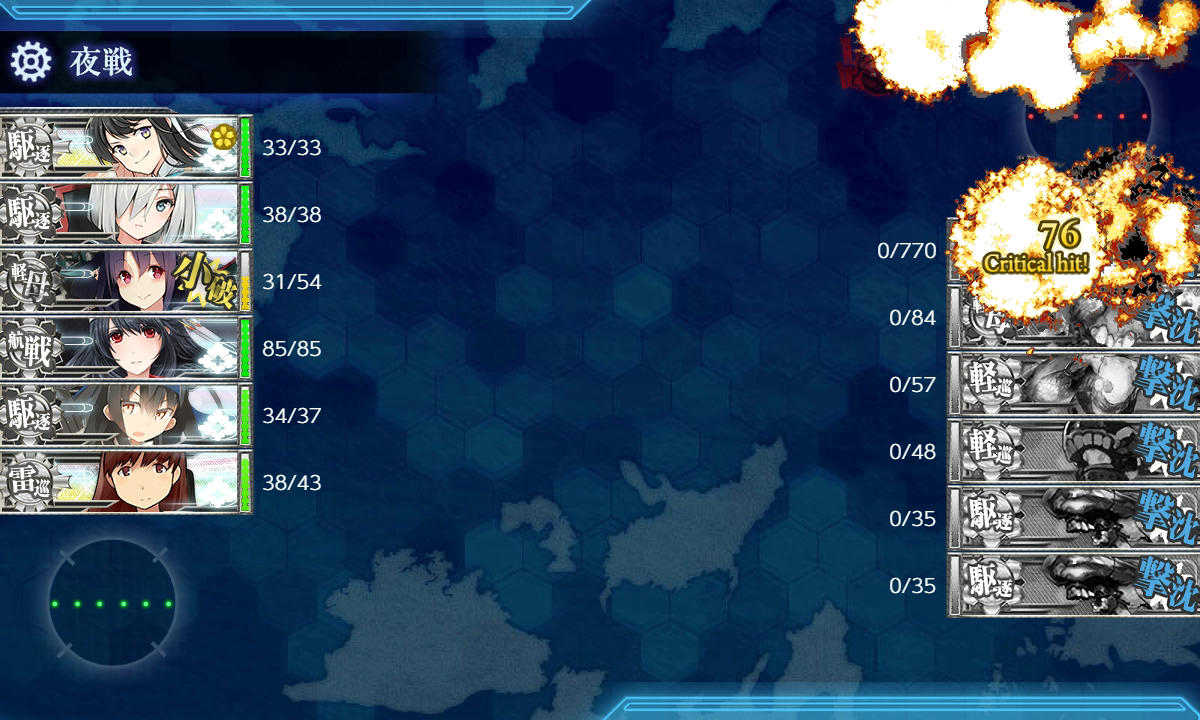 夜戦
駆逐
33/33
駆逐
38/38
軽母
小破
31/54
航戦
85/85
駆逐
34/37
雷巡
38/43
76
Critical hit!
0/770
0/84
撃沈
0/57
軽巡
撃沈
0/48
軽巡
撃沈
0/35
駆逐
撃沈
0/35
駆逐
撃沈